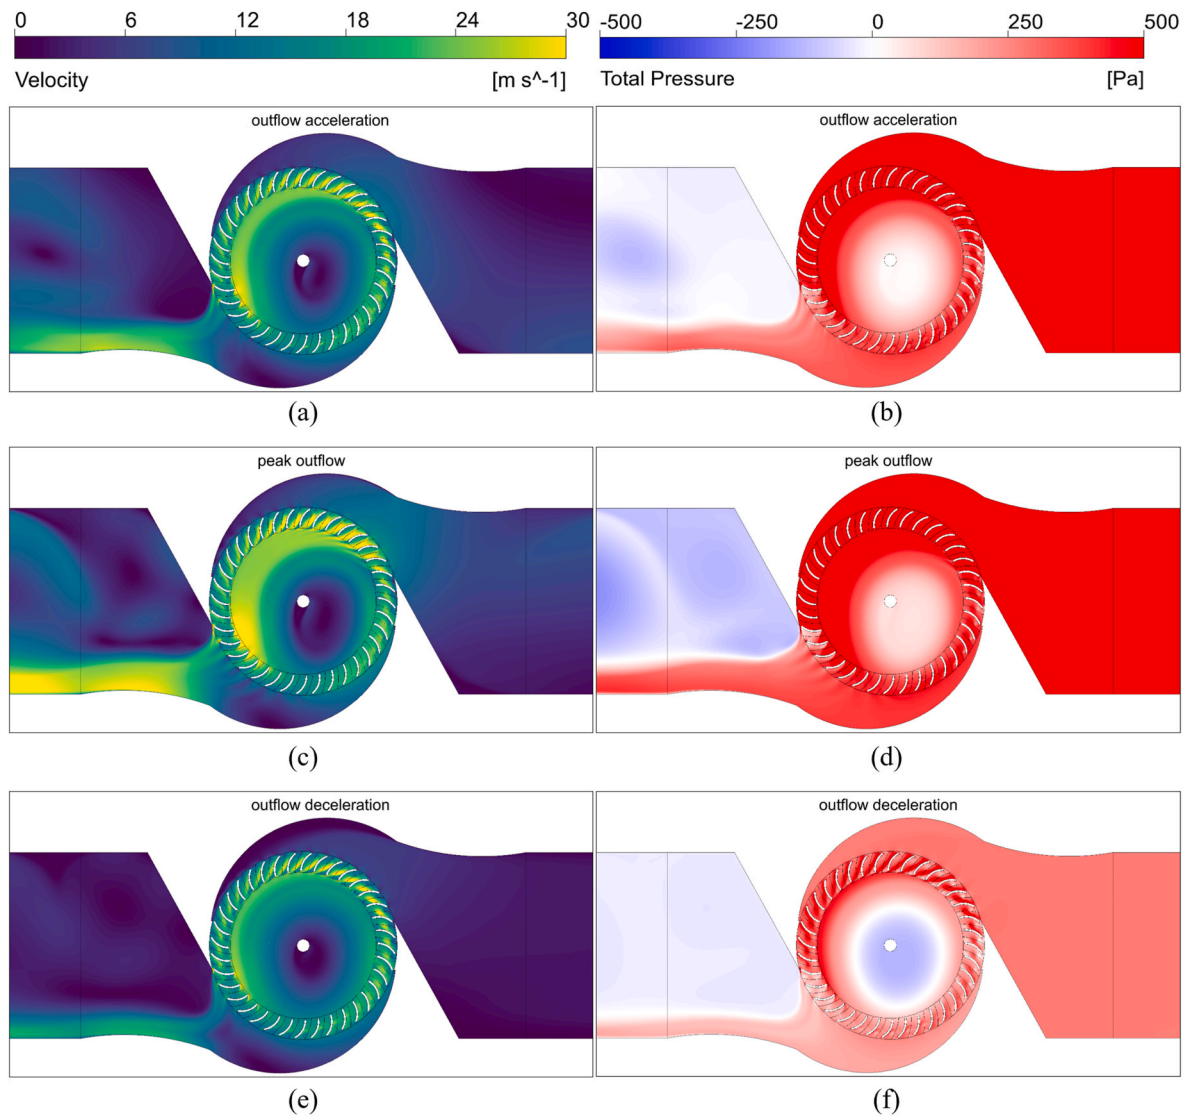 0 6 12 18 24 30
Velocity [m s^-1]
-500 -250 0 250 500
Total Pressure [Pa]
outflow acceleration
outflow acceleration
(a)
(b)
peak outflow
peak outflow
(c)
(d)
outflow deceleration
outflow deceleration
(e)
(f)